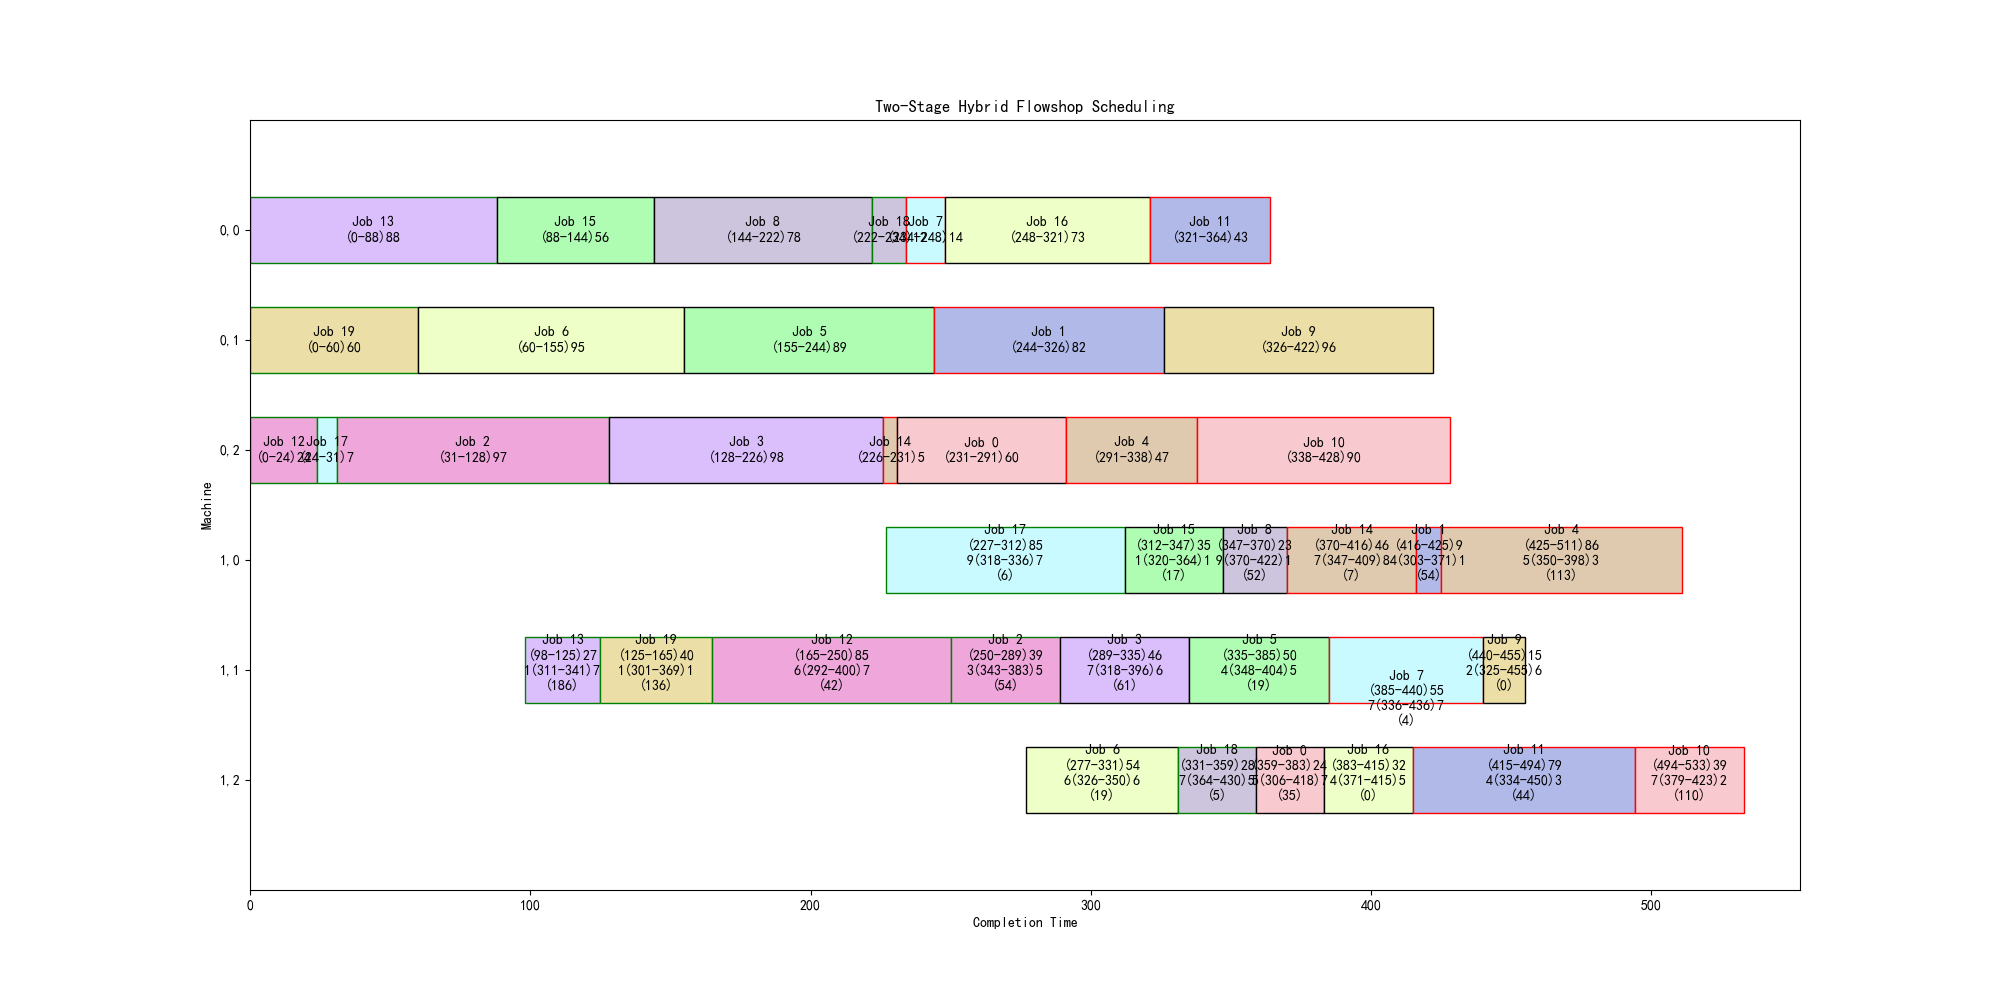 Two-Stage Hybrid Flowshop Scheduling
0,0
Job 13
(0-88)88
Job 15
(88-144)56
Job 8
(144-222)78
Job 18
(222-234)12
Job 7
(234-248)14
Job 16
(248-321)73
Job 11
(321-364)43
0,1
Job 19
(0-60)60
Job 6
(60-155)95
Job 5
(155-244)89
Job 1
(244-326)82
Job 9
(326-422)96
0,2
Job 12
(0-24)24
Job 17
(24-31)7
Job 2
(31-128)97
Job 3
(128-226)98
Job 14
(226-231)5
Job 0
(231-291)60
Job 4
(291-338)47
Job 10
(338-428)90
1,0
Job 17
(227-312)85
9(318-336)7
(6)
Job 15
(312-347)35
1(320-364)1
(17)
Job 8
(347-370)23
9(370-422)1
(52)
Job 14
(370-416)46
7(347-409)8
(7)
Job 1
(416-425)9
4(303-371)1
(54)
Job 4
(425-511)86
5(350-398)3
(113)
1,1
Job 13
(98-125)27
1(311-341)7
(186)
Job 19
(125-165)40
1(301-369)1
(136)
Job 12
(165-250)85
6(292-400)7
(42)
Job 2
(250-289)39
3(343-383)5
(54)
Job 3
(289-335)46
7(318-396)6
(61)
Job 5
(335-385)50
4(348-404)5
(19)
Job 7
(385-440)55
7(336-436)7
(4)
Job 9
(440-455)15
2(325-455)6
(0)
1,2
Job 6
(277-331)54
6(326-350)6
(19)
Job 18
(331-359)28
7(364-430)5
(5)
Job 0
(359-383)24
5(306-418)7
(35)
Job 16
(383-415)32
4(371-415)5
(0)
Job 11
(415-494)79
4(334-450)3
(44)
Job 10
(494-533)39
7(379-423)2
(110)
Machine
0
100
200
300
400
500
Completion Time